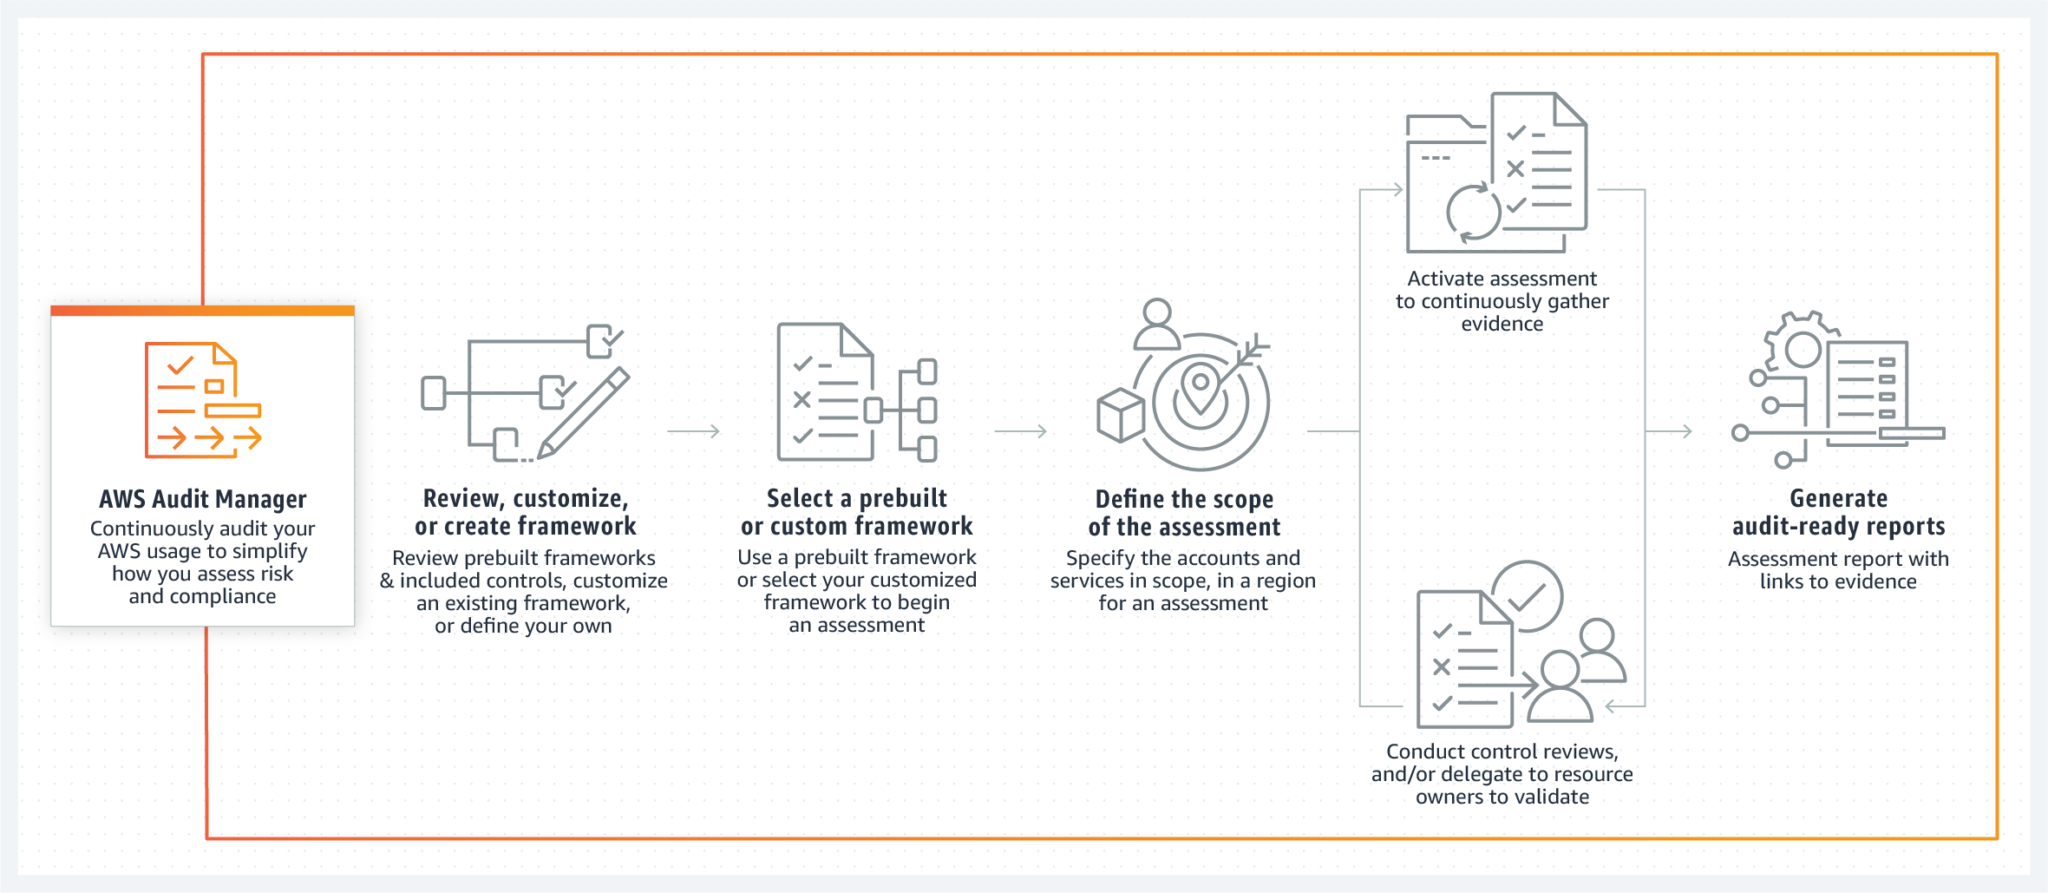 AWS Audit Manager
Continuously audit your
AWS usage to simplify
how you assess risk
and compliance
Review, customize,
or create framework
Review prebuilt frameworks
& included controls, customize
an existing framework,
or define your own
Select a prebuilt
or custom framework
Use a prebuilt framework
or select your customized
framework to begin
an assessment
Define the scope
of the assessment
Specify the accounts and
services in scope, in a region
for an assessment
Activate assessment
to continuously gather
evidence
Conduct control reviews,
and/or delegate to resource
owners to validate
Generate
audit-ready reports
Assessment report with
links to evidence